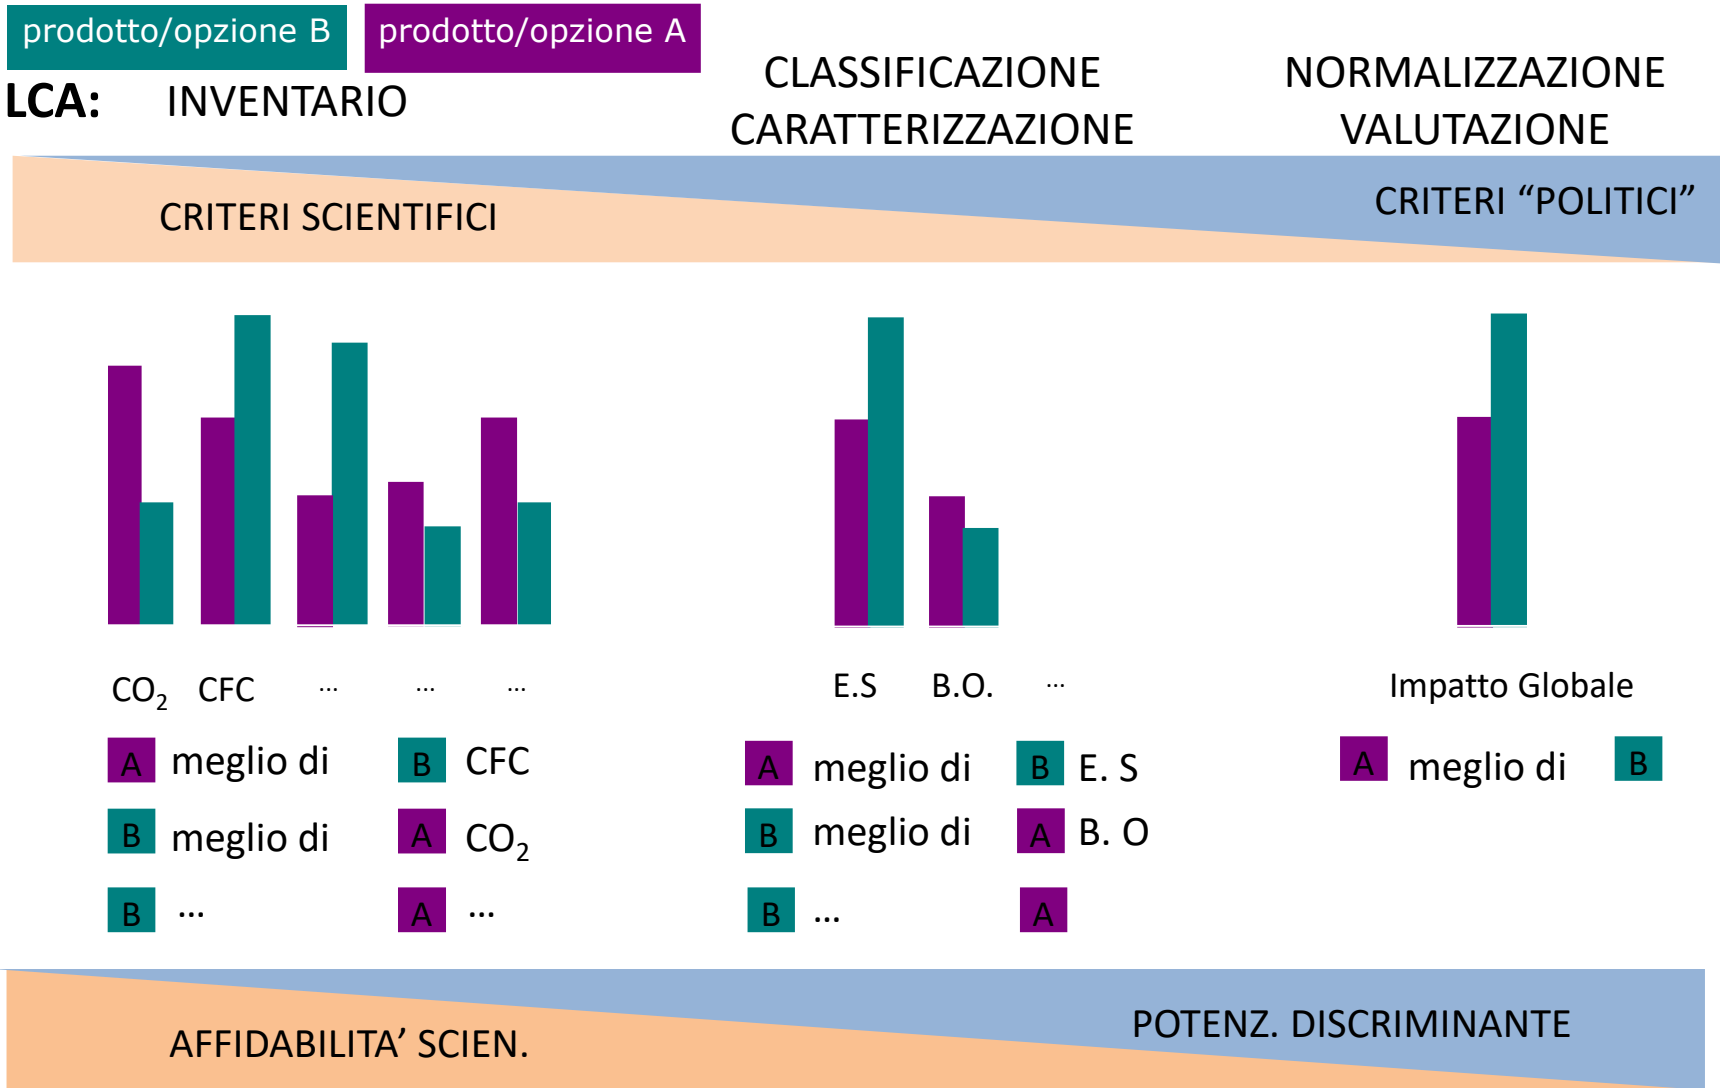 prodotto/opzione B
prodotto/opzione A
LCA:
INVENTARIO
CLASSIFICAZIONE
CARATTERIZZAZIONE
NORMALIZZAZIONE
VALUTAZIONE
CRITERI SCIENTIFICI
CRITERI “POLITICI”
CO₂ CFC ... ... ...
E.S B.O. ...
Impatto Globale
A meglio di B CFC
B meglio di A CO₂
B ... A ...
A meglio di B E. S
B meglio di A B. O
B ... A
A meglio di B
AFFIDABILITA’ SCIEN.
POTENZ. DISCRIMINANTE